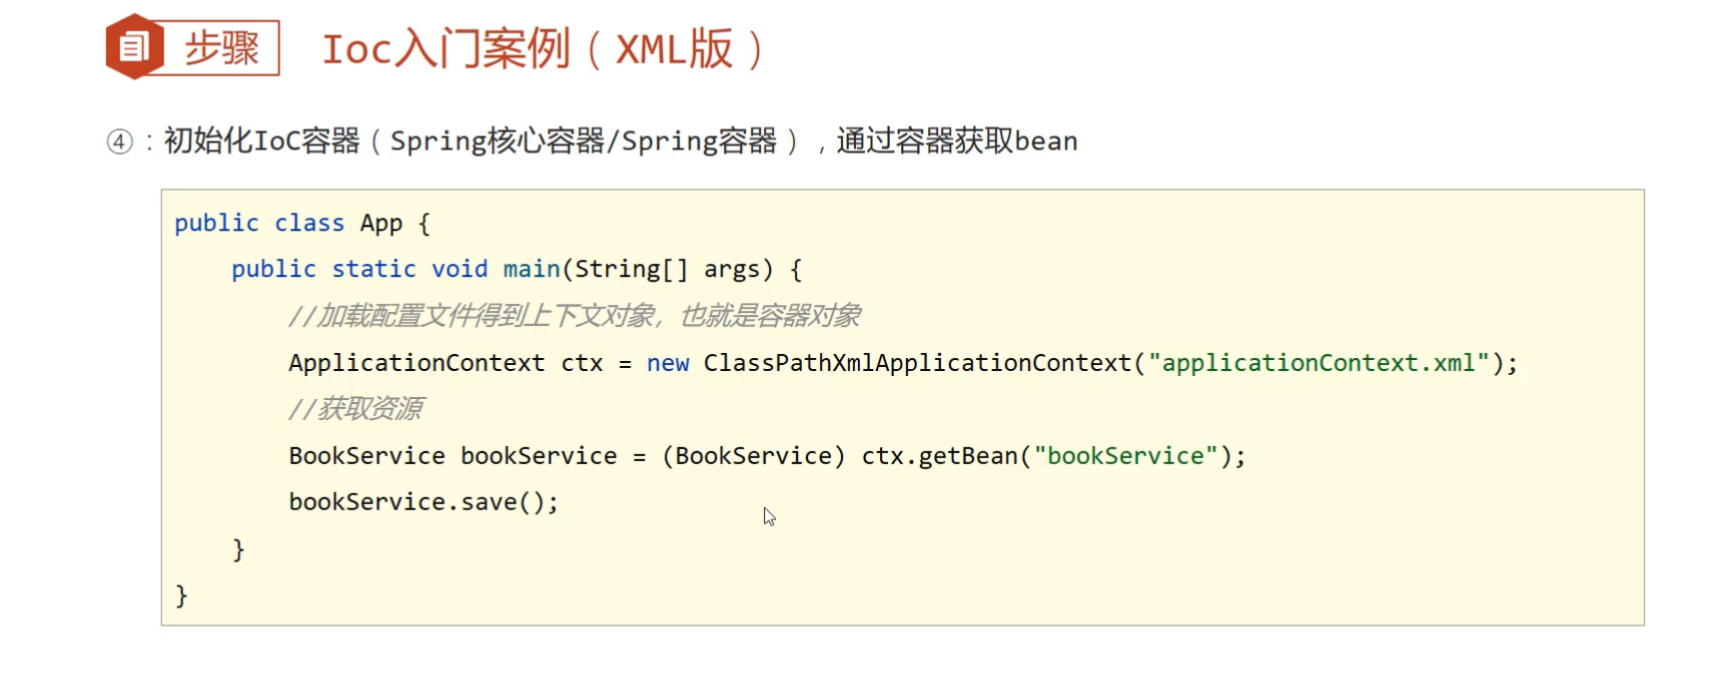 步骤 Ioc入门案例（XML版）
④：初始化IoC容器（Spring核心容器/Spring容器），通过容器获取bean
public class App {
    public static void main(String[] args) {
        //加载配置文件得到上下文对象，也就是容器对象
        ApplicationContext ctx = new ClassPathXmlApplicationContext("applicationContext.xml");
        //获取资源
        BookService bookService = (BookService) ctx.getBean("bookService");
        bookService.save();
    }
}